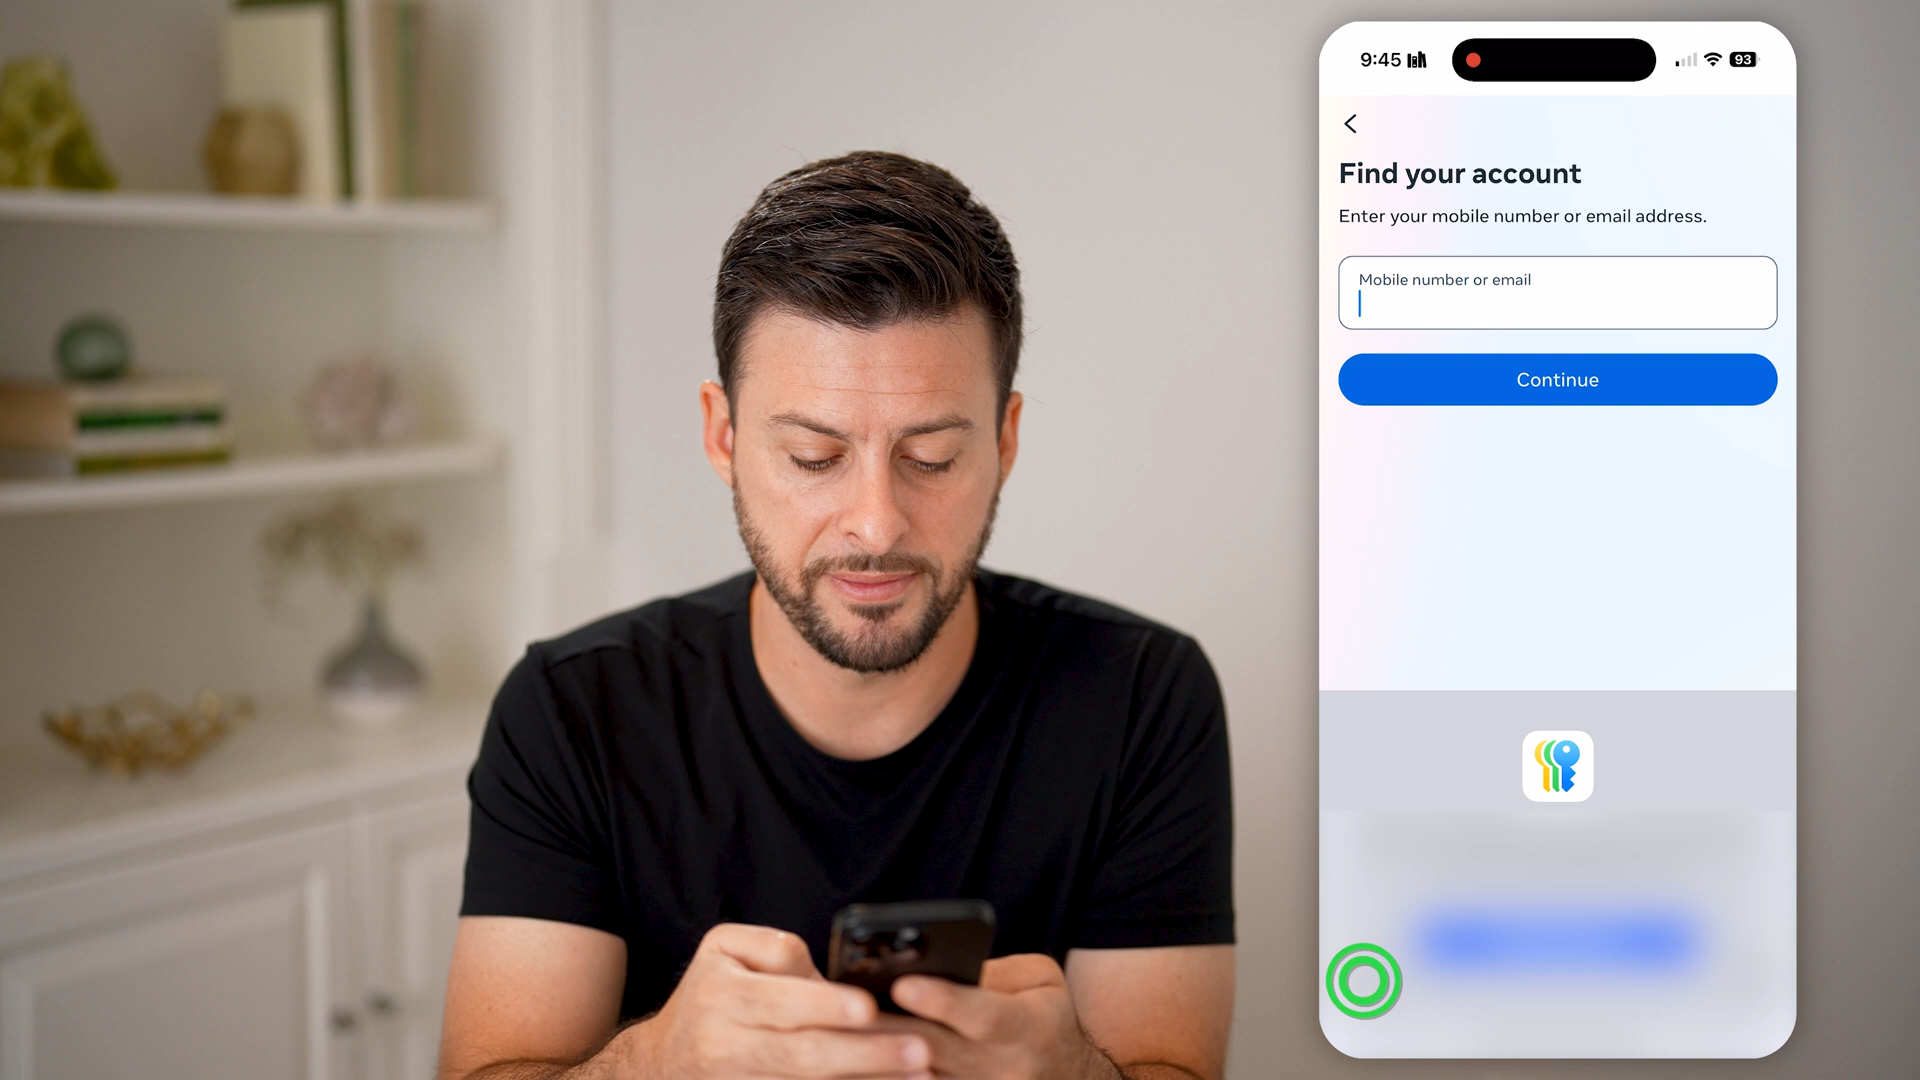 9:45
93
Find your account
Enter your mobile number or email address.
Mobile number or email
Continue